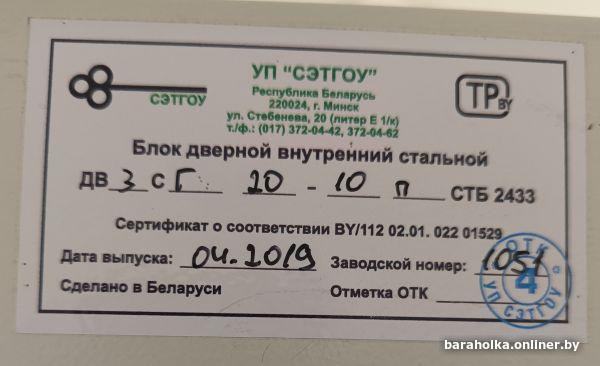 СЭТГОУ
УП "СЭТГОУ"
Республика Беларусь
220024, г. Минск
ул. Стебенева, 20 (литер Е 1/к)
т./ф.: (017) 372-04-42, 372-04-62
ТР BY
Блок дверной внутренний стальной
ДВ 3 С Г 20 - 10 п СТБ 2433
Сертификат о соответствии BY/112 02.01. 022 01529
Дата выпуска: 04.2019 Заводской номер: 1051
Сделано в Беларуси Отметка ОТК
ОТК
4
УП СЭТГОУ
baraholka.onliner.by